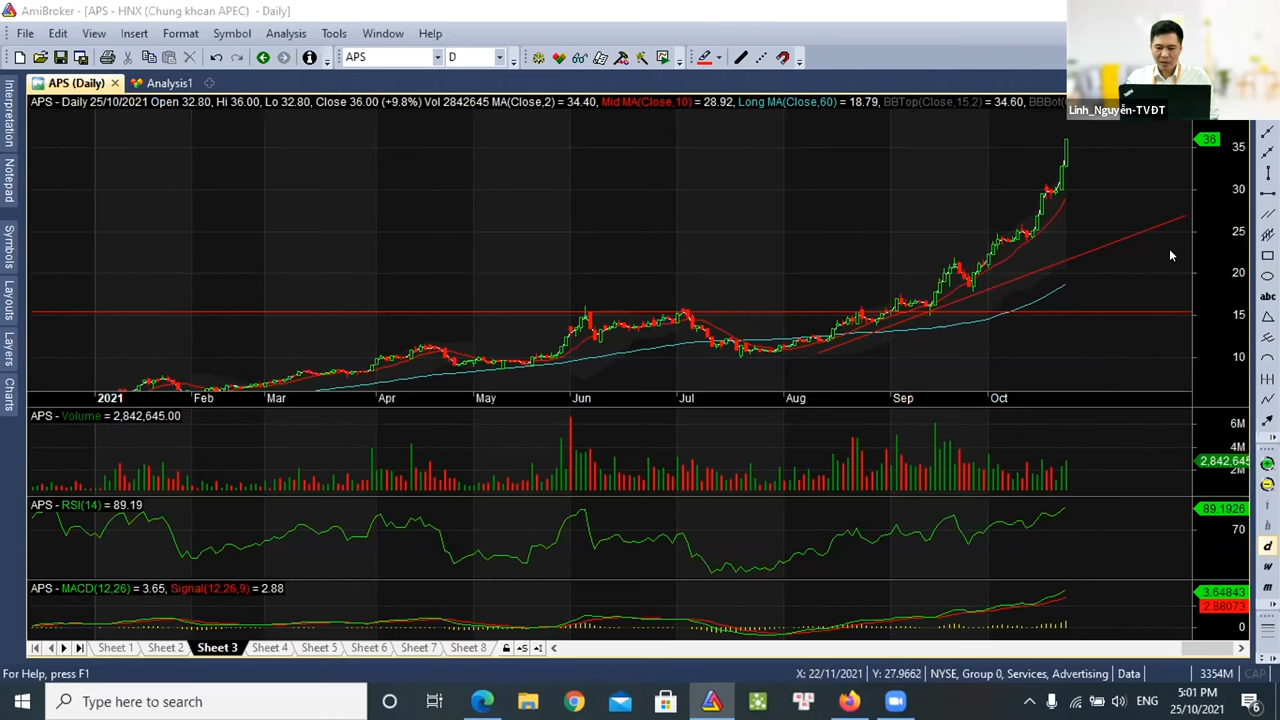 AmiBroker - [APS - HNX (Chung khoan APEC) - Daily]
File Edit View Insert Format Symbol Analysis Tools Window Help
APS D
APS (Daily) Analysis1
Linh_Nguyễn-TVĐT
APS - Daily 25/10/2021 Open 32.80, Hi 36.00, Lo 32.80, Close 36.00 (+9.8%) Vol 2842645 MA(Close,2) = 34.40, Mid MA(Close,10) = 28.92, Long MA(Close,60) = 18.79, BBTop(Close,15,2) = 34.60,
Interpretation
Notepad
Symbols
Layouts
Layers
Charts
36
35
30
25
20
15
10
abc
2021 Feb Mar Apr May Jun Jul Aug Sep Oct
APS - Volume = 2,842,645.00
6M
4M
2,842,645
2M
APS - RSI(14) = 89.19
89.1926
70
d
w
m
APS - MACD(12,26) = 3.65, Signal(12,26,9) = 2.88
3.64843
2.88073
0
Sheet 1 Sheet 2 Sheet 3 Sheet 4 Sheet 5 Sheet 6 Sheet 7 Sheet 8
For Help, press F1
X: 22/11/2021 Y: 27.9662 NYSE, Group 0, Services, Advertising Data 3354M CAP
Type here to search
ENG
5:01 PM
25/10/2021
6